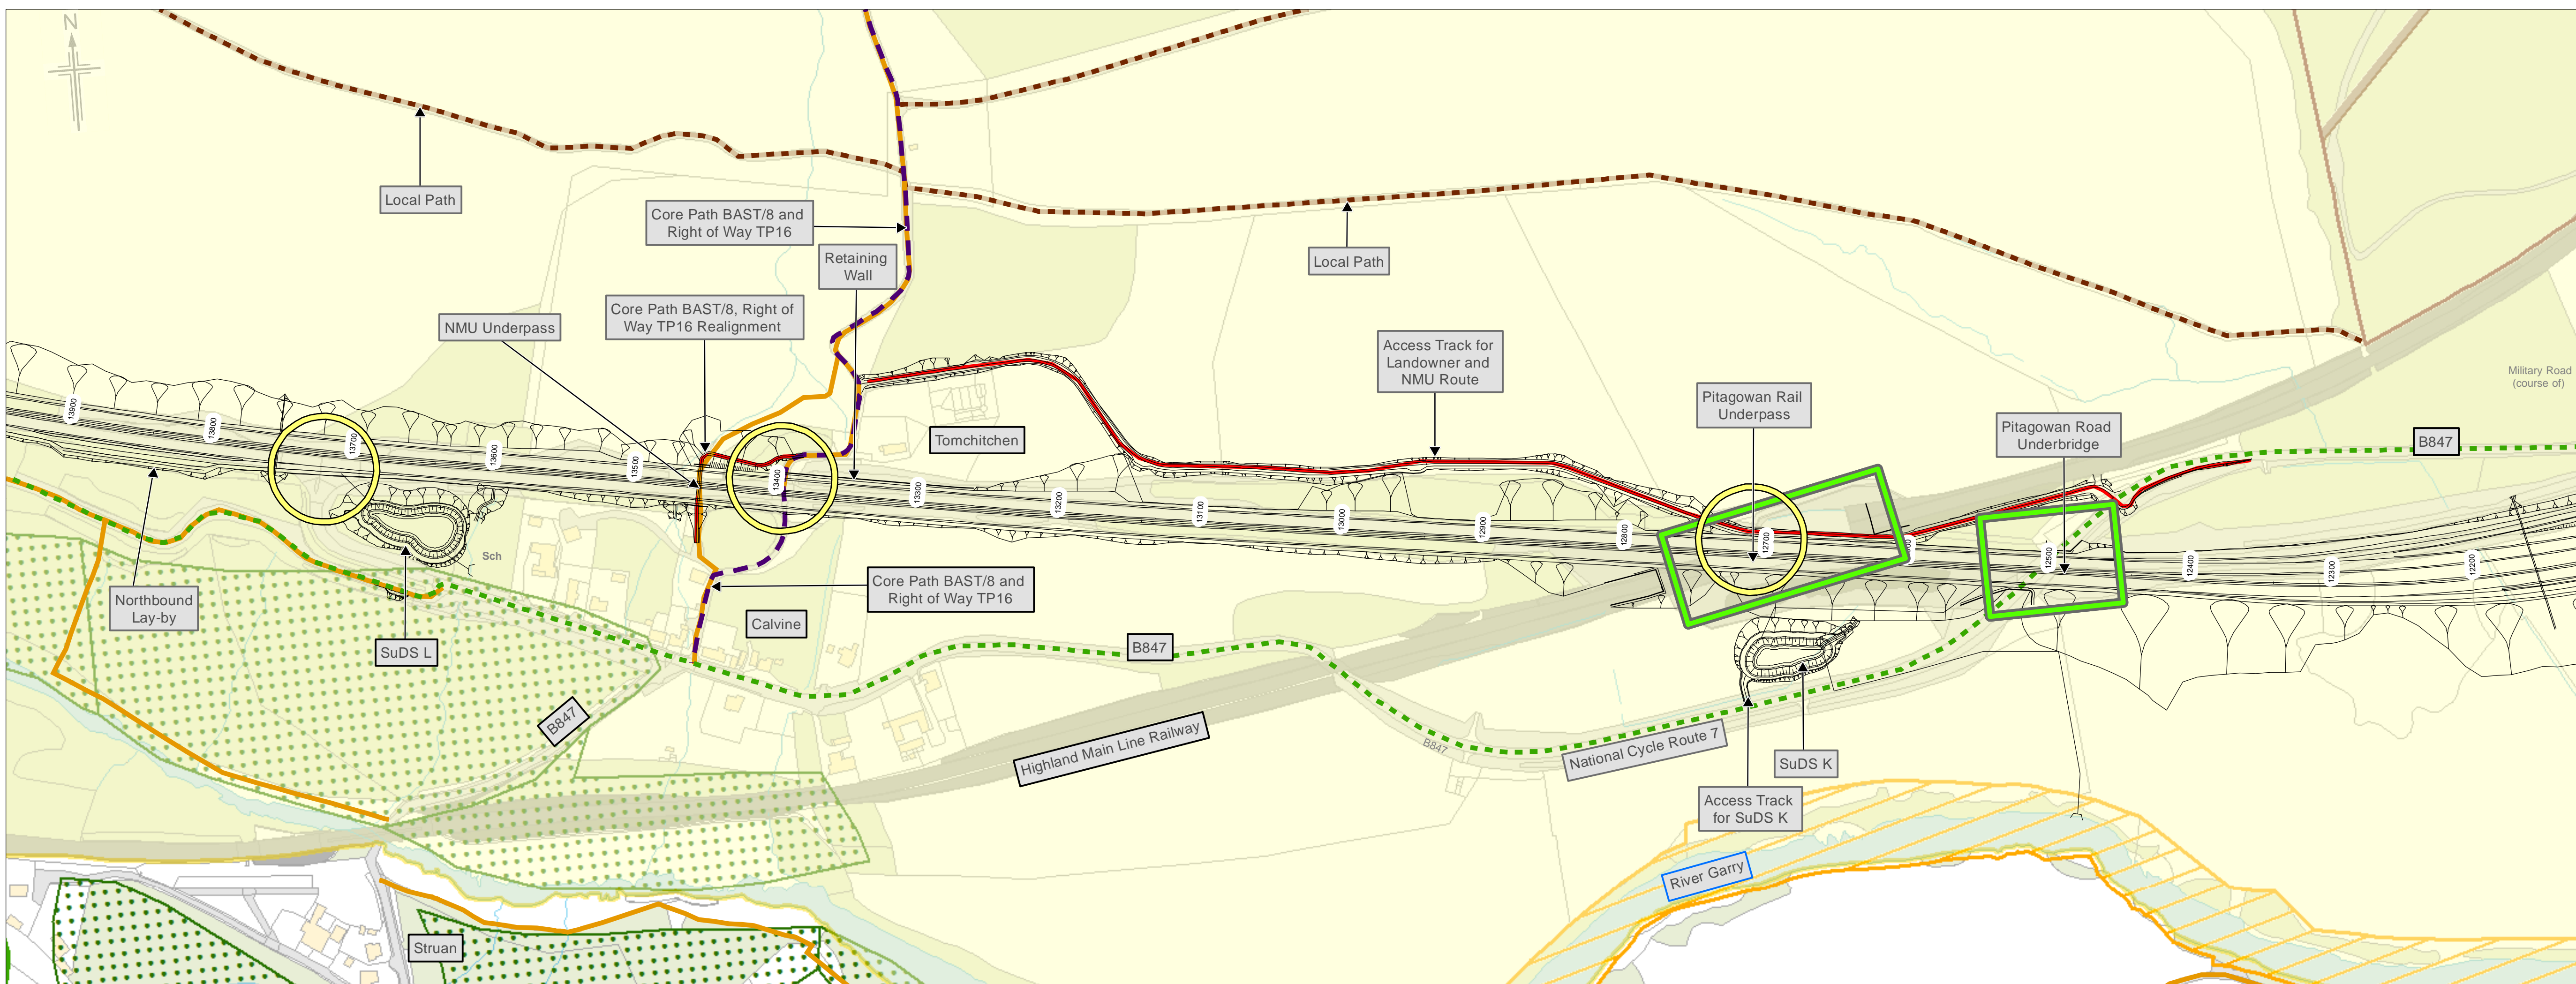 N
Local Path
Core Path BAST/8 and
Right of Way TP16
Retaining
Wall
Local Path
Core Path BAST/8, Right of
Way TP16 Realignment
NMU Underpass
Access Track for
Landowner and
NMU Route
Pitagowan Rail
Underpass
Pitagowan Road
Underbridge
Military Road
(course of)
B847
Tomchitchen
13900
13800
13700
13600
13500
13400
13300
13200
13100
13000
12900
12800
12700
12500
12400
12300
12200
Sch
Northbound
Lay-by
SuDS L
Core Path BAST/8 and
Right of Way TP16
Calvine
B847
B847
Highland Main Line Railway
B847
National Cycle Route 7
SuDS K
Access Track
for SuDS K
River Garry
Struan